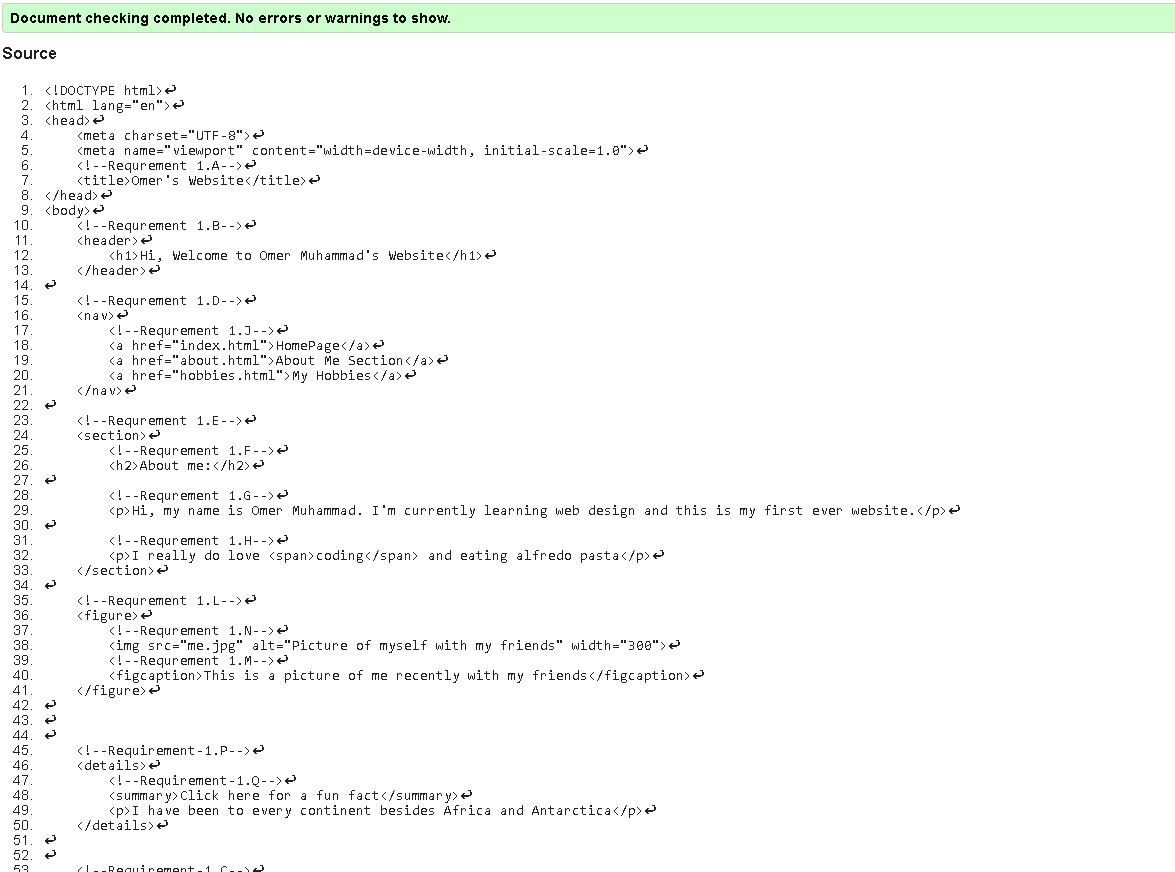 Document checking completed. No errors or warnings to show.
Source
1. <!DOCTYPE html>↩
2. <html lang="en">↩
3. <head>↩
4.     <meta charset="UTF-8">↩
5.     <meta name="viewport" content="width=device-width, initial-scale=1.0">↩
6.     <!--Requrement 1.A-->↩
7.     <title>Omer's Website</title>↩
8. </head>↩
9. <body>↩
10.     <!--Requrement 1.B-->↩
11.     <header>↩
12.         <h1>Hi, Welcome to Omer Muhammad's Website</h1>↩
13.     </header>↩
14. ↩
15.     <!--Requrement 1.D-->↩
16.     <nav>↩
17.         <!--Requrement 1.J-->↩
18.         <a href="index.html">HomePage</a>↩
19.         <a href="about.html">About Me Section</a>↩
20.         <a href="hobbies.html">My Hobbies</a>↩
21.     </nav>↩
22. ↩
23.     <!--Requrement 1.E-->↩
24.     <section>↩
25.         <!--Requrement 1.F-->↩
26.         <h2>About me:</h2>↩
27. ↩
28.         <!--Requrement 1.G-->↩
29.         <p>Hi, my name is Omer Muhammad. I'm currently learning web design and this is my first ever website.</p>↩
30. ↩
31.         <!--Requrement 1.H-->↩
32.         <p>I really do love <span>coding</span> and eating alfredo pasta</p>↩
33.     </section>↩
34. ↩
35.     <!--Requrement 1.L-->↩
36.     <figure>↩
37.         <!--Requrement 1.N-->↩
38.         <img src="me.jpg" alt="Picture of myself with my friends" width="300">↩
39.         <!--Requrement 1.M-->↩
40.         <figcaption>This is a picture of me recently with my friends</figcaption>↩
41.     </figure>↩
42. ↩
43. ↩
44. ↩
45.     <!--Requirement-1.P-->↩
46.     <details>↩
47.         <!--Requirement-1.Q-->↩
48.         <summary>Click here for a fun fact</summary>↩
49.         <p>I have been to every continent besides Africa and Antarctica</p>↩
50.     </details>↩
51. ↩
52. ↩
53.     <!--Requirement-1.C-->↩